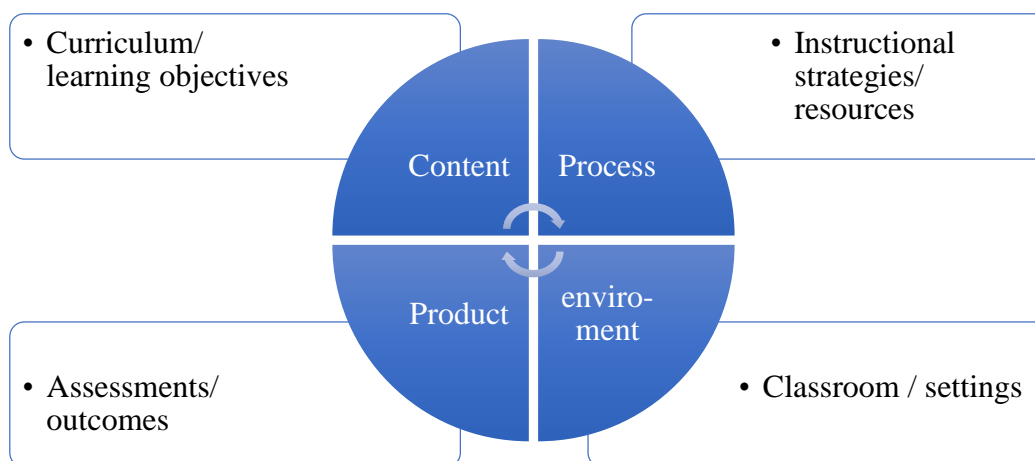 • Curriculum/
learning objectives
• Instructional
strategies/
resources
Content
Process
Product
enviro-
ment
• Assessments/
outcomes
• Classroom / settings